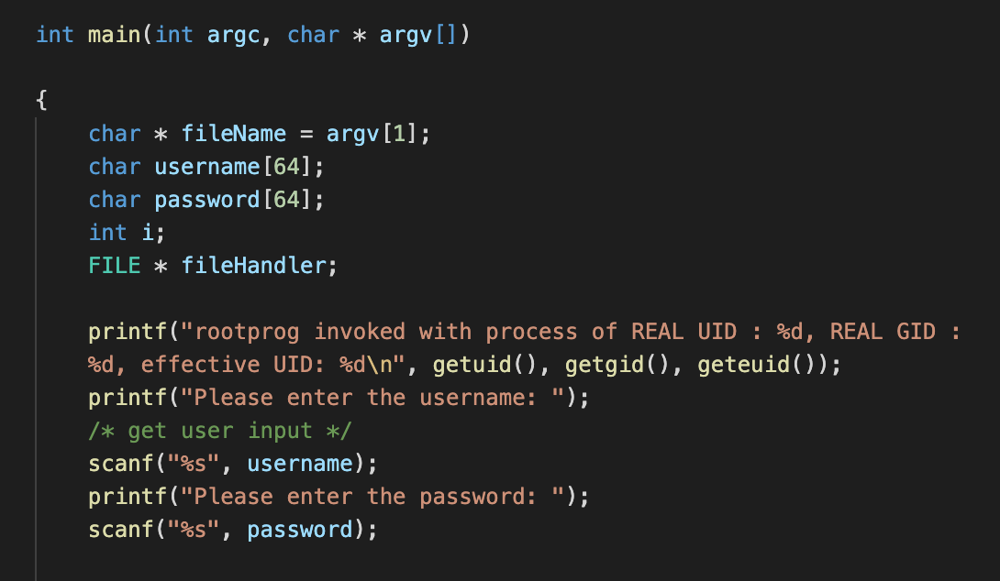 int main(int argc, char * argv[])
{
char * fileName = argv[1];
char username[64];
char password[64];
int i;
FILE * fileHandler;
printf("rootprog invoked with process of REAL UID : %d, REAL GID :
%d, effective UID: %d\n", getuid(), getgid(), geteuid());
printf("Please enter the username: ");
/* get user input */
scanf("%s", username);
printf("Please enter the password: ");
scanf("%s", password);